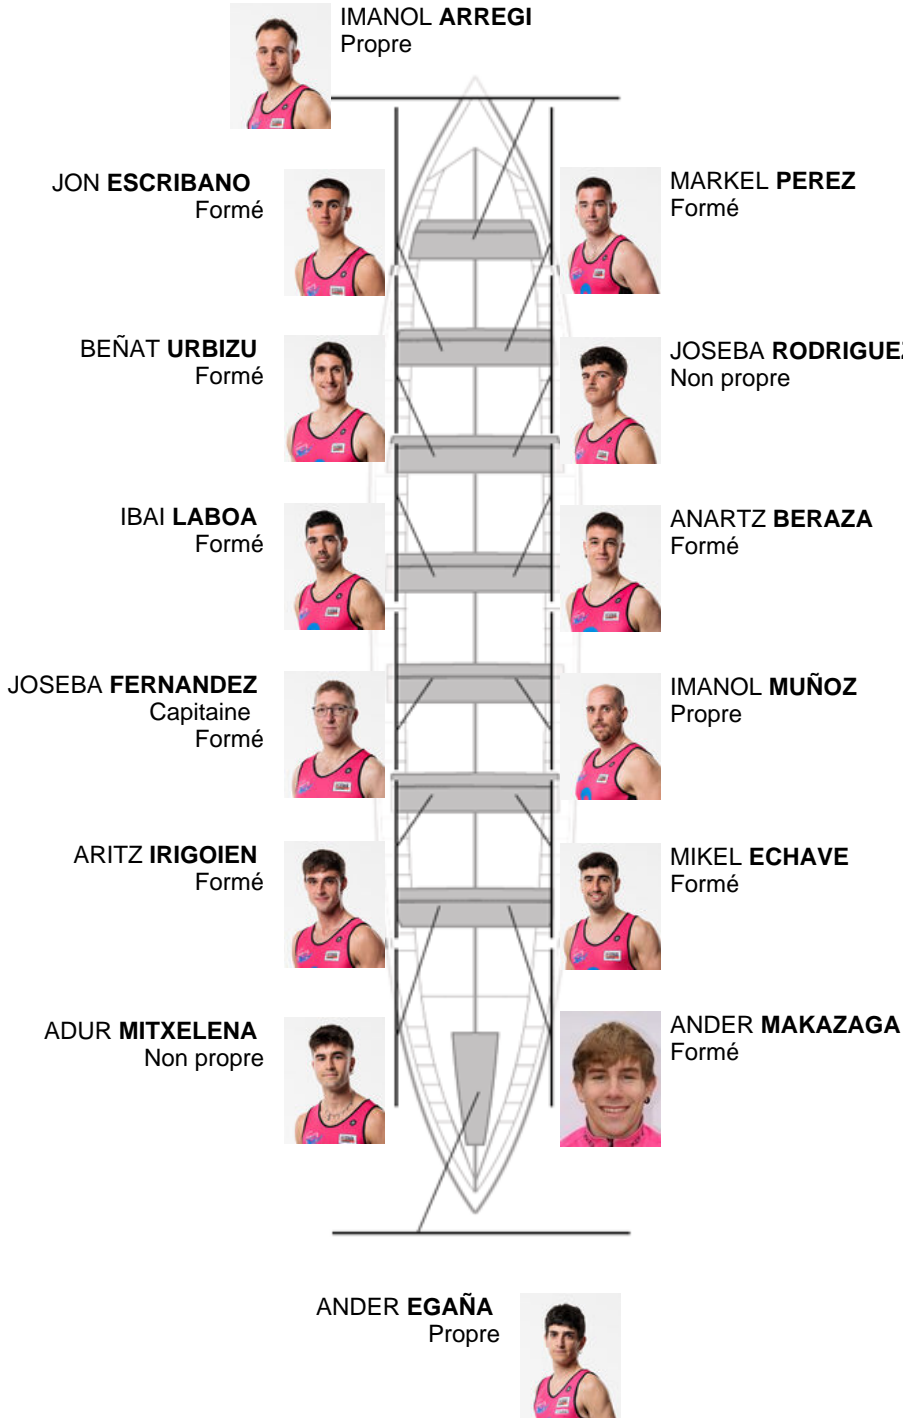 IMANOL ARREGI
Propre
JON ESCRIBANO
Formé
MARKEL PEREZ
Formé
BEÑAT URBIZU
Formé
JOSEBA RODRIGUEZ
Non propre
IBAI LABOA
Formé
ANARTZ BERAZA
Formé
JOSEBA FERNANDEZ
Capitaine
Formé
IMANOL MUÑOZ
Propre
ARITZ IRIGOIEN
Formé
MIKEL ECHAVE
Formé
ADUR MITXELENA
Non propre
ANDER MAKAZAGA
Formé
ANDER EGAÑA
Propre